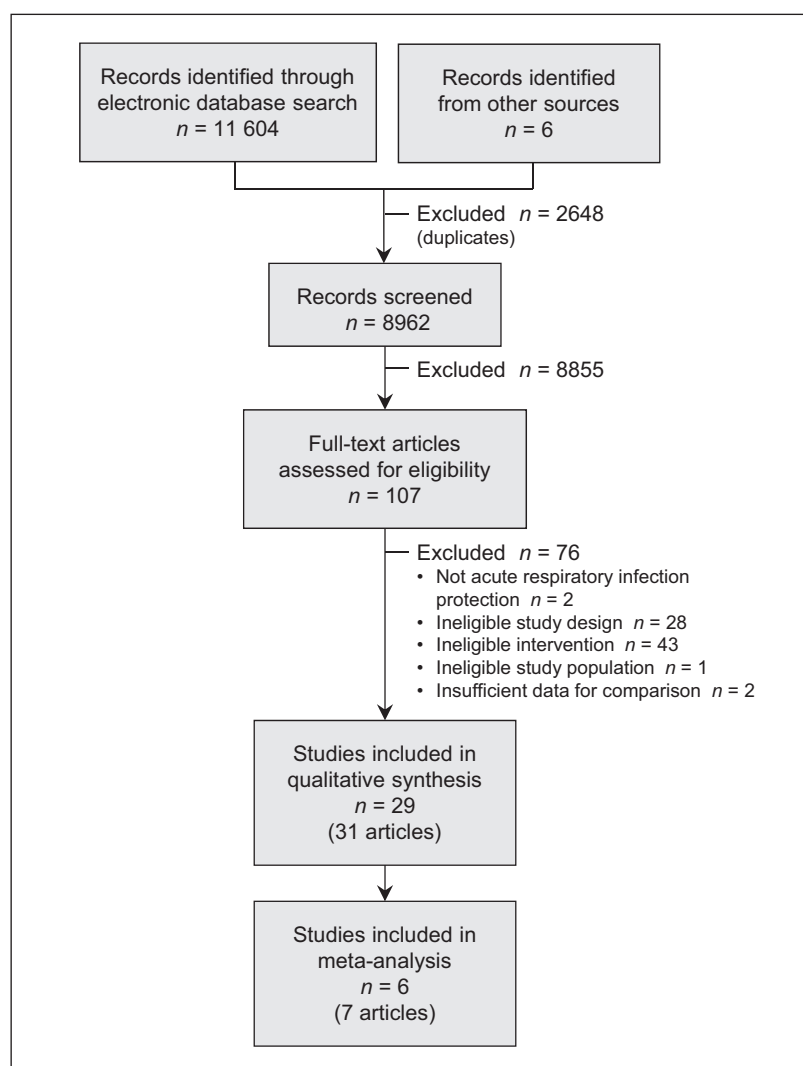 Records identified through
electronic database search
n = 11 604
Records identified
from other sources
n = 6
Excluded n = 2648
(duplicates)
Records screened
n = 8962
Excluded n = 8855
Full-text articles
assessed for eligibility
n = 107
Excluded n = 76
• Not acute respiratory infection
protection n = 2
• Ineligible study design n = 28
• Ineligible intervention n = 43
• Ineligible study population n = 1
• Insufficient data for comparison n = 2
Studies included in
qualitative synthesis
n = 29
(31 articles)
Studies included in
meta-analysis
n = 6
(7 articles)